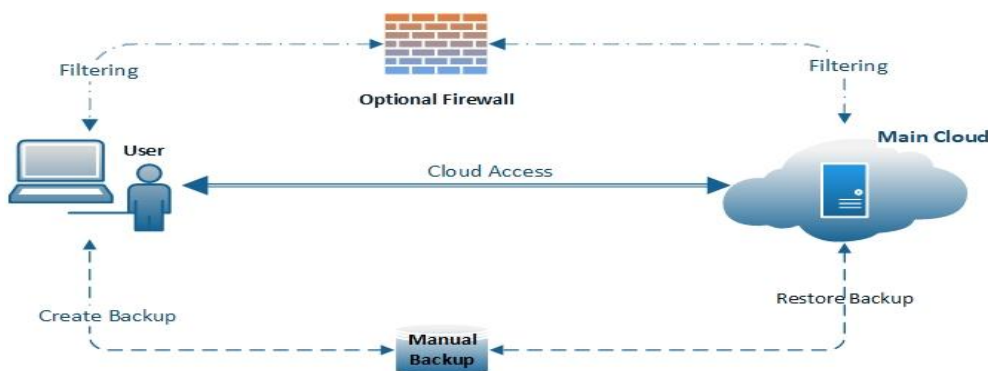 Filtering
Filtering
Optional Firewall
User
Main Cloud
Cloud Access
Create Backup
Restore Backup
Manual
Backup